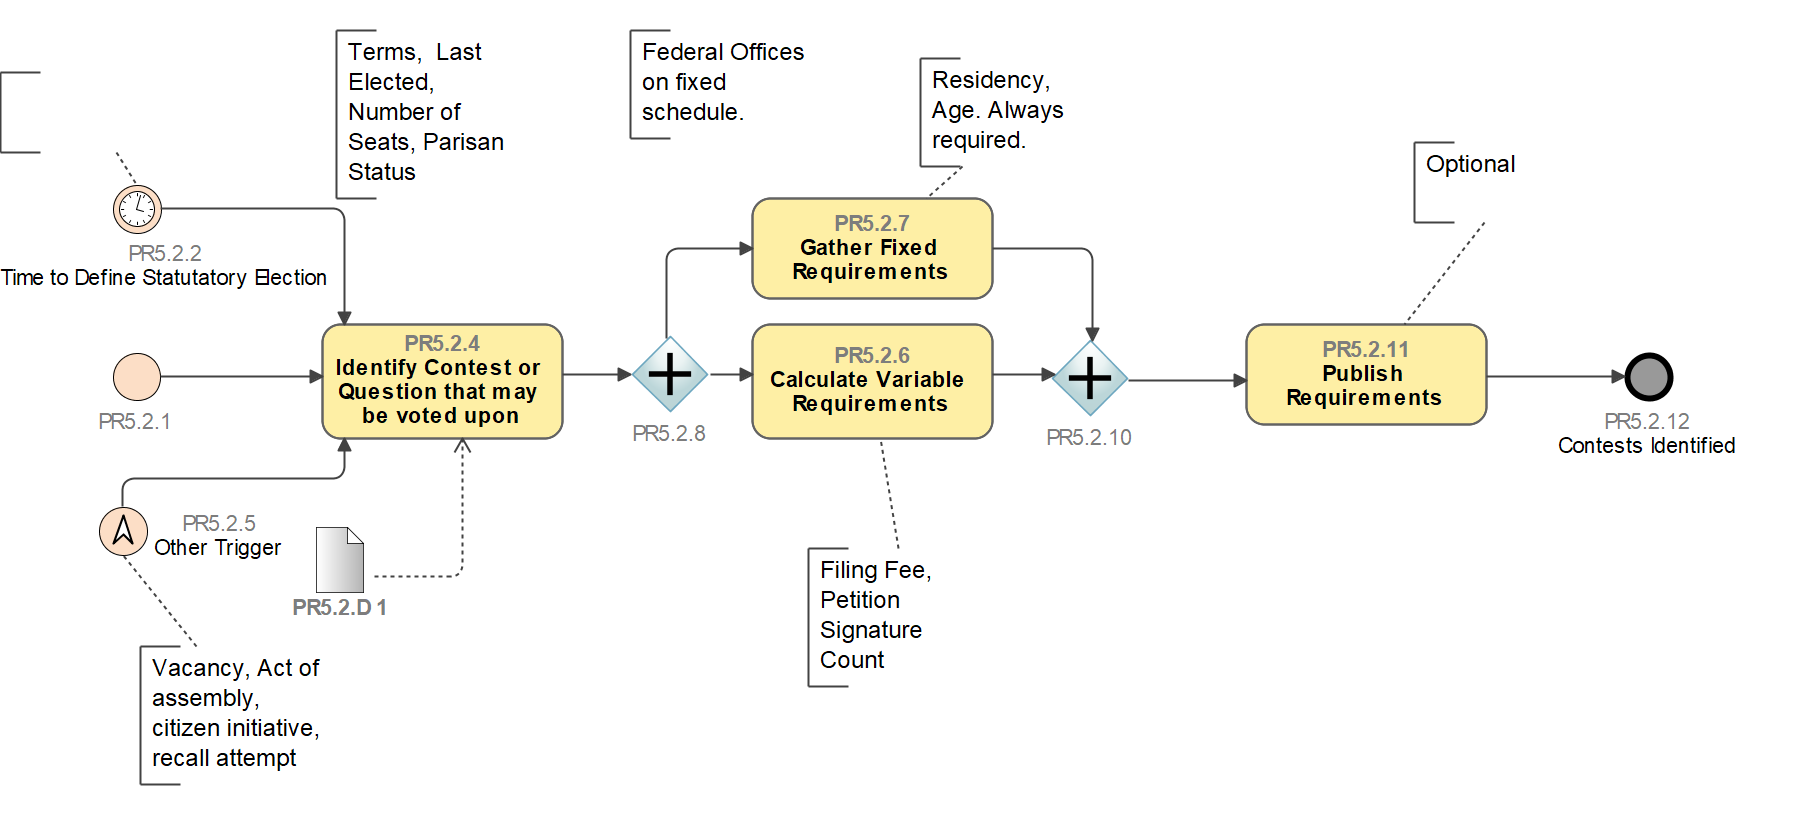 Terms,  Last
Elected,
Number of
Seats, Parisan
Status
Federal Offices
on fixed
schedule.
Residency,
Age. Always
required.
Optional
PR5.2.2
Time to Define Statutatory Election
PR5.2.7
Gather Fixed
Requirements
PR5.2.4
Identify Contest or
Question that may
be voted upon
PR5.2.6
Calculate Variable
Requirements
PR5.2.11
Publish
Requirements
PR5.2.1
PR5.2.8
PR5.2.10
PR5.2.12
Contests Identified
PR5.2.5
Other Trigger
PR5.2.D1
Filing Fee,
Petition
Signature
Count
Vacancy, Act of
assembly,
citizen initiative,
recall attempt